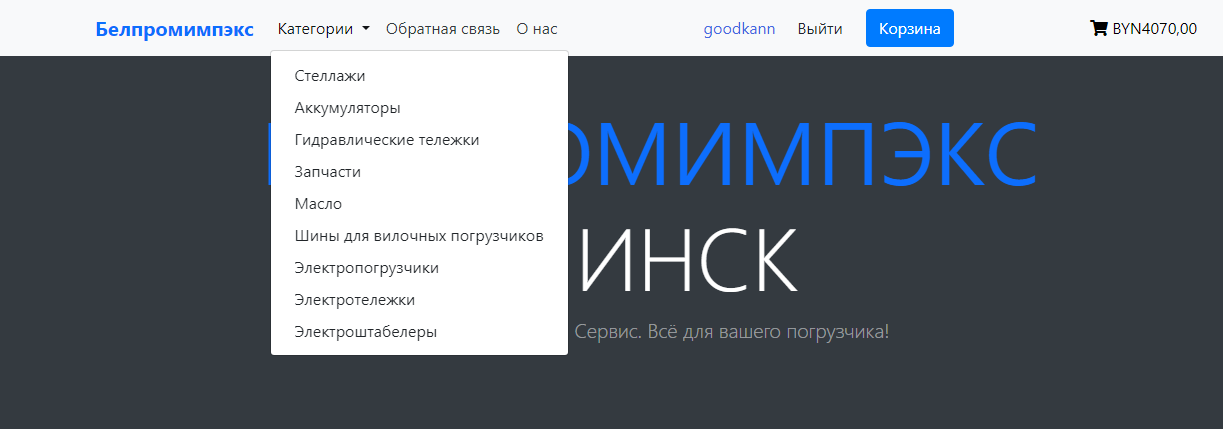 Белпромимпэкс Категории Обратная связь О нас goodkann Выйти Корзина BYN4070,00
Стеллажи
Аккумуляторы
Гидравлические тележки
Запчасти
Масло
Шины для вилочных погрузчиков
Электропогрузчики
Электротележки
Электроштабелеры
ОМИМПЭКС
ИНСК
Сервис. Всё для вашего погрузчика!